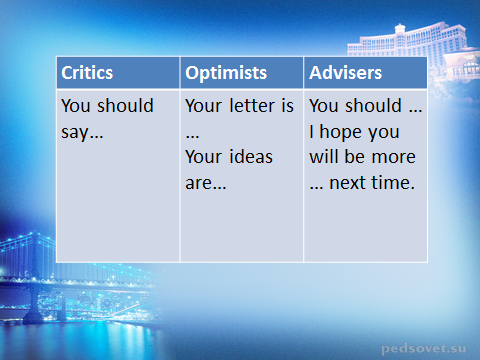 Critics
Optimists
Advisers
You should
say...
Your letter is
...
Your ideas
are...
You should ...
I hope you
will be more
... next time.
pedsovet.su